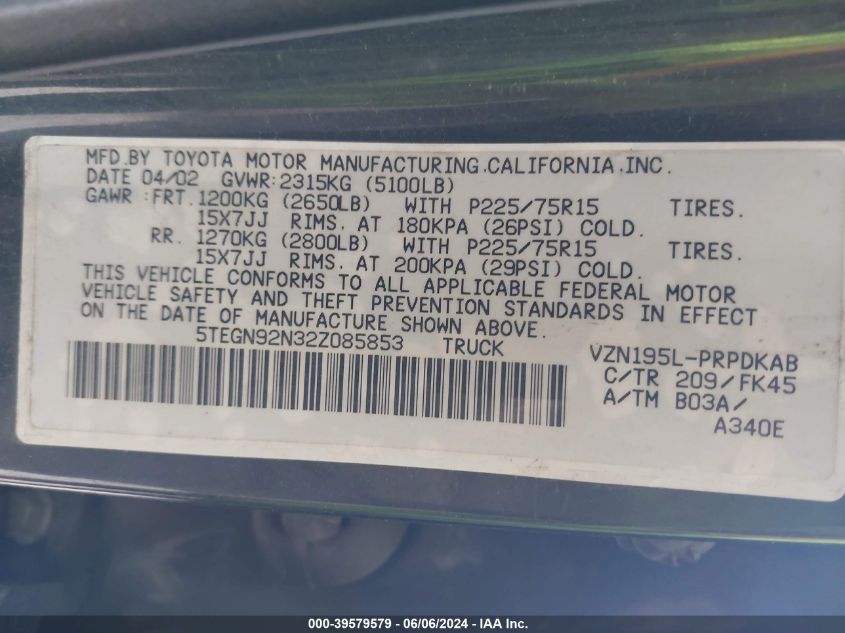 MFD.BY TOYOTA MOTOR MANUFACTURING.CALIFORNIA.INC.
DATE 04/02 GVWR:2315KG (5100LB)
GAWR :FRT. 1200KG (2650LB) WITH P225/75R15 TIRES.
15X7JJ RIMS. AT 180KPA (26PSI) COLD.
RR. 1270KG (2800LB) WITH P225/75R15 TIRES.
15X7JJ RIMS. AT 200KPA (29PSI) COLD.
THIS VEHICLE CONFORMS TO ALL APPLICABLE FEDERAL MOTOR
VEHICLE SAFETY AND THEFT PREVENTION STANDARDS IN EFFECT
ON THE DATE OF MANUFACTURE SHOWN ABOVE.
5TEGN92N32Z085853 TRUCK VZN195L-PRPDKAB
C/TR 209/FK45
A/TM B03A/
A340E
000-39579579 - 06/06/2024 - IAA Inc.